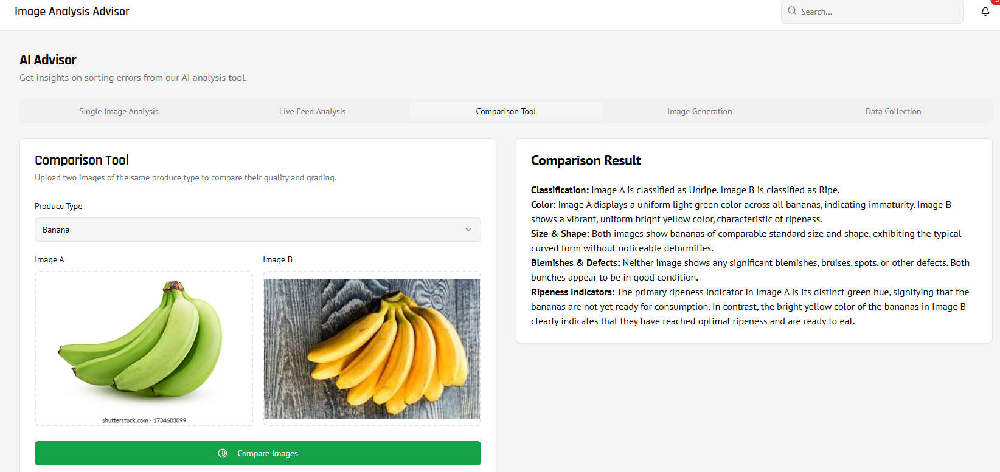 Image Analysis Advisor
Search...
AI Advisor
Get insights on sorting errors from our AI analysis tool.
Single Image Analysis
Live Feed Analysis
Comparison Tool
Image Generation
Data Collection
Comparison Tool
Upload two images of the same produce type to compare their quality and grading.
Produce Type
Banana
Image A
Image B
shutterstock.com · 1734683099
Compare Images
Comparison Result
Classification: Image A is classified as Unripe. Image B is classified as Ripe.
Color: Image A displays a uniform light green color across all bananas, indicating immaturity. Image B
shows a vibrant, uniform bright yellow color, characteristic of ripeness.
Size & Shape: Both images show bananas of comparable standard size and shape, exhibiting the typical
curved form without noticeable deformities.
Blemishes & Defects: Neither image shows any significant blemishes, bruises, spots, or other defects. Both
bunches appear to be in good condition.
Ripeness Indicators: The primary ripeness indicator in Image A is its distinct green hue, signifying that the
bananas are not yet ready for consumption. In contrast, the bright yellow color of the bananas in Image B
clearly indicates that they have reached optimal ripeness and are ready to eat.